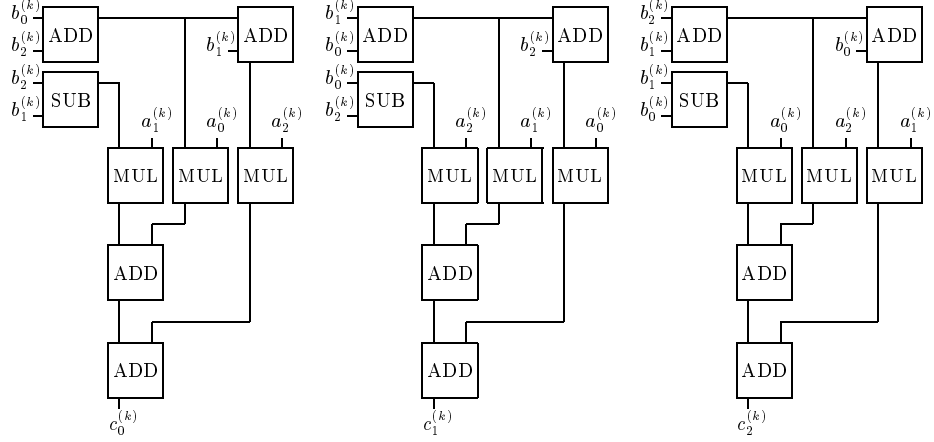 b_0^{(k)} b_1^{(k)} b_2^{(k)}
ADD ADD ADD ADD ADD ADD
b_2^{(k)} b_1^{(k)} b_0^{(k)} b_2^{(k)} b_1^{(k)} b_0^{(k)}
b_2^{(k)} b_0^{(k)} b_1^{(k)}
SUB SUB SUB
b_1^{(k)} b_2^{(k)} b_0^{(k)}
a_1^{(k)} a_0^{(k)} a_2^{(k)} a_2^{(k)} a_1^{(k)} a_0^{(k)} a_0^{(k)} a_2^{(k)} a_1^{(k)}
MUL MUL MUL MUL MUL MUL MUL MUL MUL
ADD ADD ADD
ADD ADD ADD
c_0^{(k)} c_1^{(k)} c_2^{(k)}